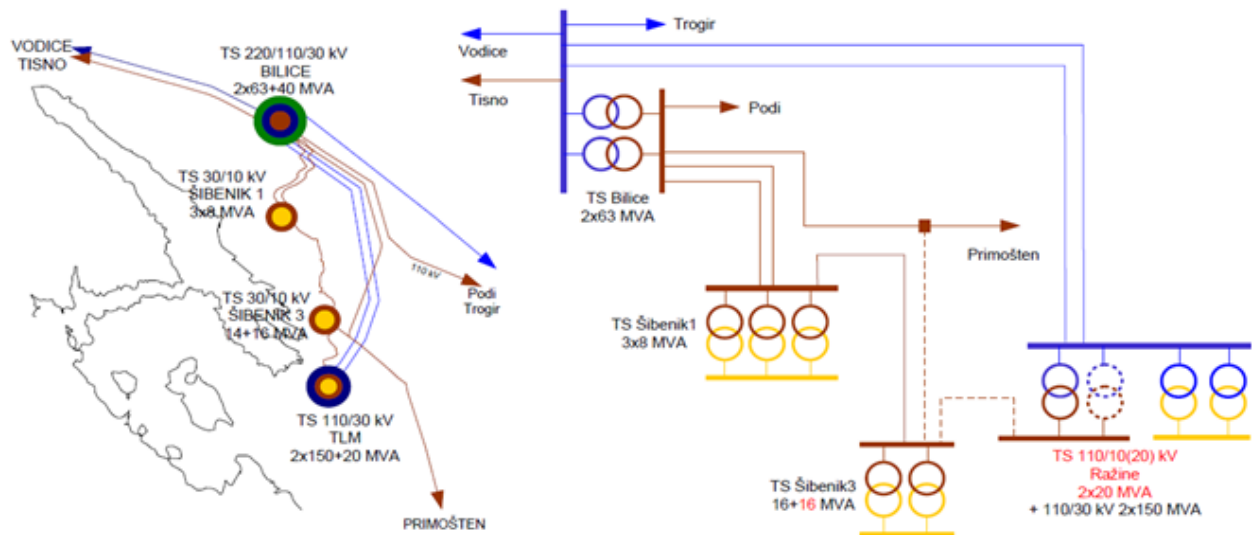 VODICE
TISNO
TS 220/110/30 kV
BILICE
2x63+40 MVA
TS 30/10 kV
ŠIBENIK 1
3x8 MVA
110 kV
Podi
Trogir
TS 30/10 kV
ŠIBENIK 3
14+16 MVA
TS 110/30 kV
TLM
2x150+20 MVA
PRIMOŠTEN
Trogir
Vodice
Tisno
Podi
TS Bilice
2x63 MVA
Primošten
TS Šibenik1
3x8 MVA
TS Šibenik3
16+16 MVA
TS 110/10(20) kV
Ražine
2x20 MVA
+ 110/30 kV 2x150 MVA